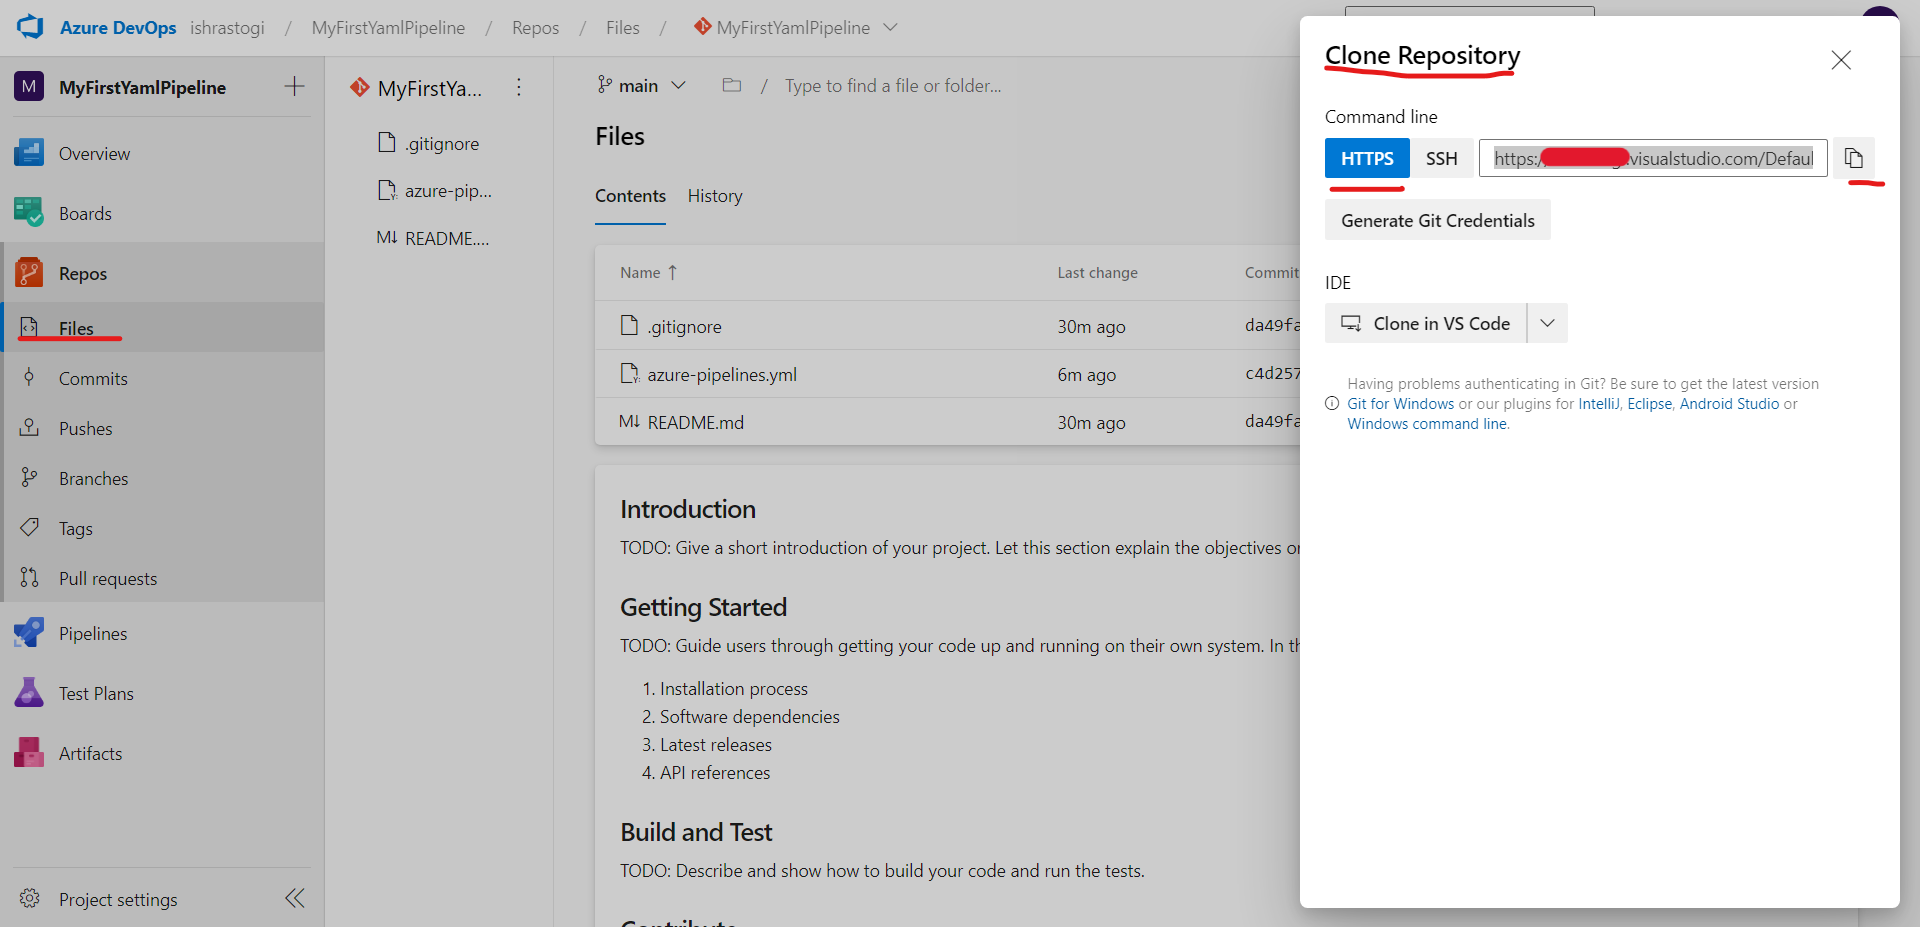 Azure DevOps ishrastogi / MyFirstYamlPipeline / Repos / Files / MyFirstYamlPipeline
M MyFirstYamlPipeline
Overview
Boards
Repos
Files
Commits
Pushes
Branches
Tags
Pull requests
Pipelines
Test Plans
Artifacts
Project settings
MyFirstYa...
.gitignore
azure-pip...
README....
main / Type to find a file or folder...
Files
Contents History
Name ↑ Last change Commit
.gitignore 30m ago da49fa
azure-pipelines.yml 6m ago c4d257
README.md 30m ago da49fa
Introduction
TODO: Give a short introduction of your project. Let this section explain the objectives or
Getting Started
TODO: Guide users through getting your code up and running on their own system. In th
1. Installation process
2. Software dependencies
3. Latest releases
4. API references
Build and Test
TODO: Describe and show how to build your code and run the tests.
Contribute
Clone Repository
Command line
HTTPS SSH https:/ .visualstudio.com/Defaul
Generate Git Credentials
IDE
Clone in VS Code
Having problems authenticating in Git? Be sure to get the latest version
Git for Windows or our plugins for IntelliJ, Eclipse, Android Studio or
Windows command line.